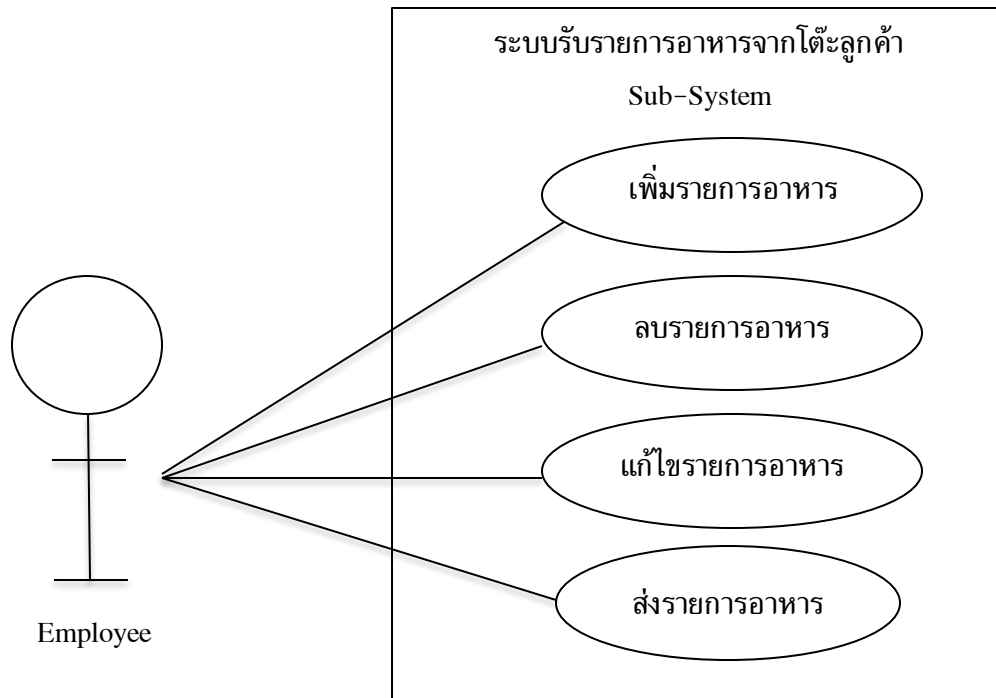 ระบบรับรายการอาหารจากโต๊ะลูกค้า
Sub-System
เพิ่มรายการอาหาร
ลบรายการอาหาร
แก้ไขรายการอาหาร
ส่งรายการอาหาร
Employee